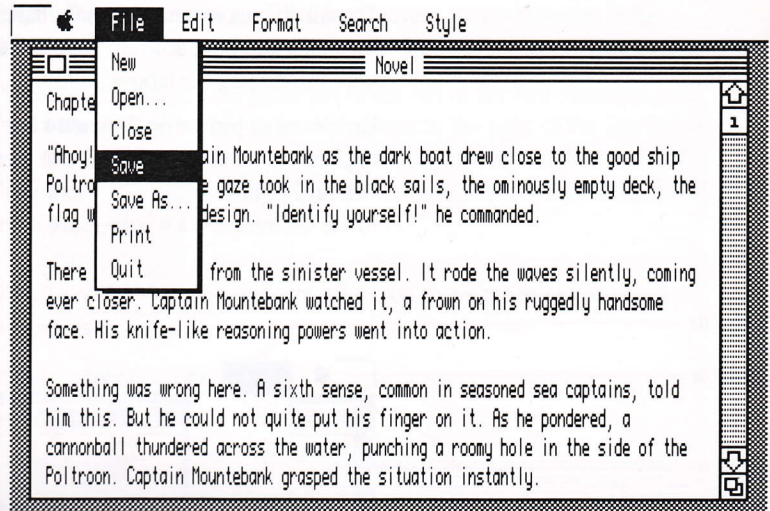 File Edit Format Search Style
Novel
New
Open...
Close
Save
Save As...
Print
Quit
Chapte
1
"Ahoy! ain Mountebank as the dark boat drew close to the good ship
Poltro e gaze took in the black sails, the ominously empty deck, the
flag w design. "Identify yourself!" he commanded.
There from the sinister vessel. It rode the waves silently, coming
ever closer. Captain Mountebank watched it, a frown on his ruggedly handsome
face. His knife-like reasoning powers went into action.
Something was wrong here. A sixth sense, common in seasoned sea captains, told
him this. But he could not quite put his finger on it. As he pondered, a
cannonball thundered across the water, punching a roomy hole in the side of the
Poltroon. Captain Mountebank grasped the situation instantly.